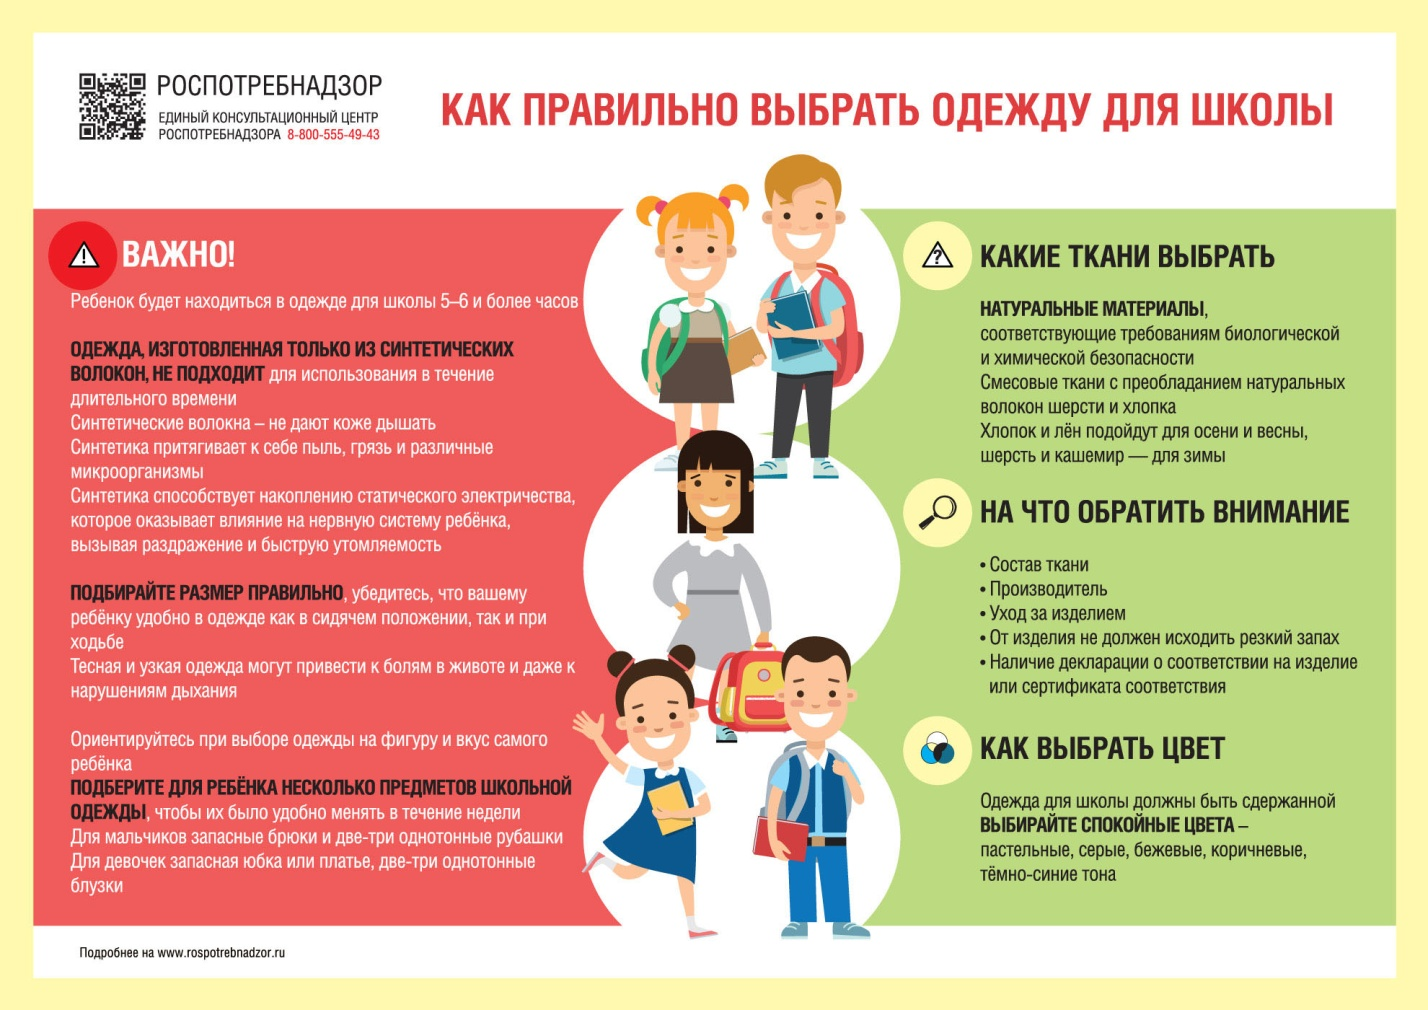 РОСПОТРЕБНАДЗОР
ЕДИНЫЙ КОНСУЛЬТАЦИОННЫЙ ЦЕНТР
РОСПОТРЕБНАДЗОРА 8-800-555-49-43
КАК ПРАВИЛЬНО ВЫБРАТЬ ОДЕЖДУ ДЛЯ ШКОЛЫ
ВАЖНО!
Ребенок будет находиться в одежде для школы 5–6 и более часов
ОДЕЖДА, ИЗГОТОВЛЕННАЯ ТОЛЬКО ИЗ СИНТЕТИЧЕСКИХ
ВОЛОКОН, НЕ ПОДХОДИТ для использования в течение
длительного времени
Синтетические волокна – не дают коже дышать
Синтетика притягивает к себе пыль, грязь и различные
микроорганизмы
Синтетика способствует накоплению статического электричества,
которое оказывает влияние на нервную систему ребёнка,
вызывая раздражение и быструю утомляемость
ПОДБИРАЙТЕ РАЗМЕР ПРАВИЛЬНО, убедитесь, что вашему
ребёнку удобно в одежде как в сидячем положении, так и при
ходьбе
Тесная и узкая одежда могут привести к болям в животе и даже к
нарушениям дыхания
Ориентируйтесь при выборе одежды на фигуру и вкус самого
ребёнка
ПОДБЕРИТЕ ДЛЯ РЕБЁНКА НЕСКОЛЬКО ПРЕДМЕТОВ ШКОЛЬНОЙ
ОДЕЖДЫ, чтобы их было удобно менять в течение недели
Для мальчиков запасные брюки и две-три однотонные рубашки
Для девочек запасная юбка или платье, две-три однотонные
блузки
КАКИЕ ТКАНИ ВЫБРАТЬ
НАТУРАЛЬНЫЕ МАТЕРИАЛЫ,
соответствующие требованиям биологической
и химической безопасности
Смесовые ткани с преобладанием натуральных
волокон шерсти и хлопка
Хлопок и лён подойдут для осени и весны,
шерсть и кашемир — для зимы
НА ЧТО ОБРАТИТЬ ВНИМАНИЕ
• Состав ткани
• Производитель
• Уход за изделием
• От изделия не должен исходить резкий запах
• Наличие декларации о соответствии на изделие
или сертификата соответствия
КАК ВЫБРАТЬ ЦВЕТ
Одежда для школы должны быть сдержанной
ВЫБИРАЙТЕ СПОКОЙНЫЕ ЦВЕТА –
пастельные, серые, бежевые, коричневые,
тёмно-синие тона
Подробнее на www.rospotrebnadzor.ru